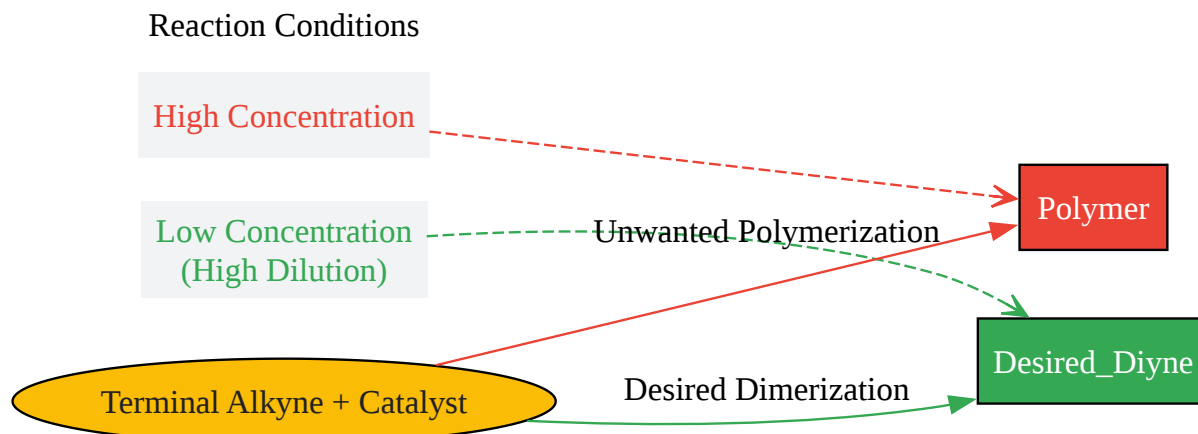 Reaction Conditions
High Concentration
Polymer
Low Concentration
(High Dilution)
Unwanted Polymerization
Desired_Diyne
Desired Dimerization
Terminal Alkyne + Catalyst